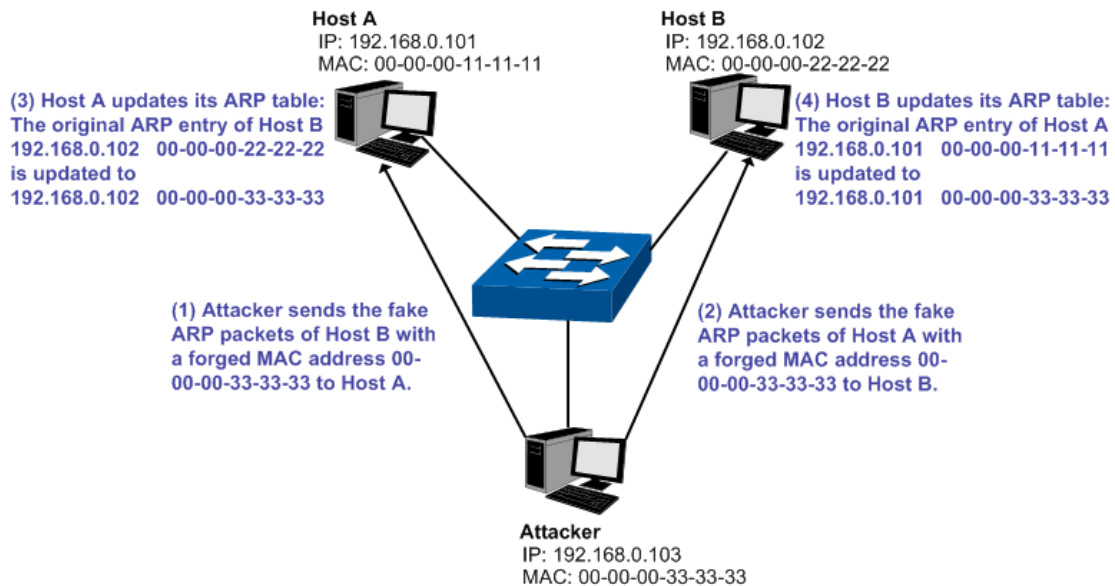 Host A
IP: 192.168.0.101
MAC: 00-00-00-11-11-11
Host B
IP: 192.168.0.102
MAC: 00-00-00-22-22-22
(3) Host A updates its ARP table:
The original ARP entry of Host B
192.168.0.102 00-00-00-22-22-22
is updated to
192.168.0.102 00-00-00-33-33-33
(4) Host B updates its ARP table:
The original ARP entry of Host A
192.168.0.101 00-00-00-11-11-11
is updated to
192.168.0.101 00-00-00-33-33-33
(1) Attacker sends the fake
ARP packets of Host B with
a forged MAC address 00-
00-00-33-33-33 to Host A.
(2) Attacker sends the fake
ARP packets of Host A with
a forged MAC address 00-
00-00-33-33-33 to Host B.
Attacker
IP: 192.168.0.103
MAC: 00-00-00-33-33-33